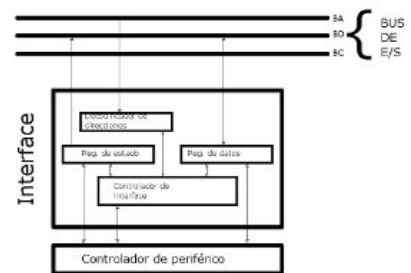 BA
BUS
BD
DE
BC
E/S
Interface
Decodificador de
direcciones
Reg. de estado
Reg. de datos
Controlador de
interface
Controlador de periférico